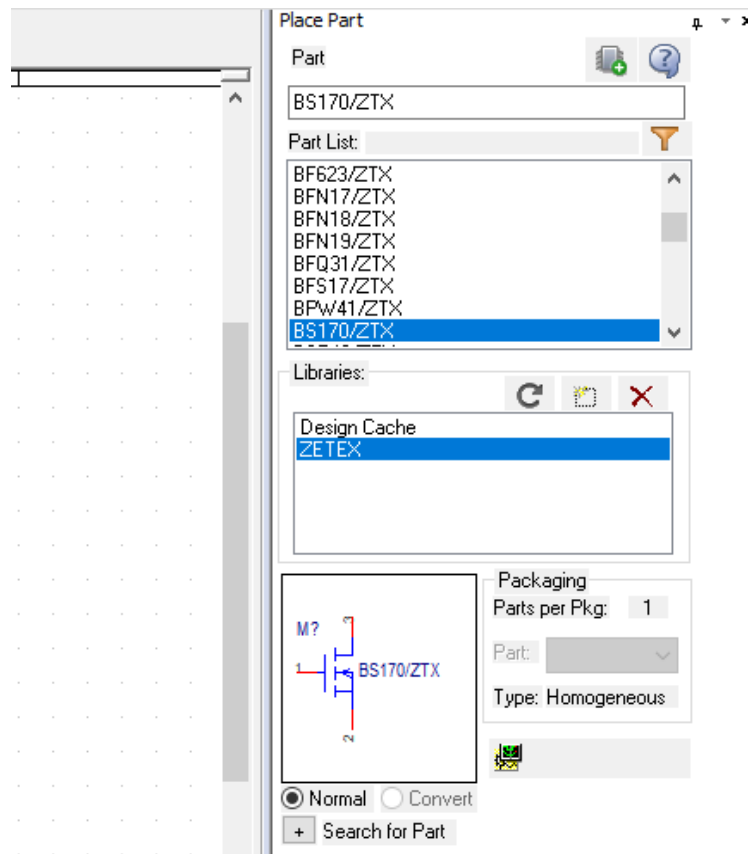 Place Part
Part
BS170/ZTX
Part List:
BF623/ZTX
BFN17/ZTX
BFN18/ZTX
BFN19/ZTX
BFQ31/ZTX
BFS17/ZTX
BPW41/ZTX
BS170/ZTX
Libraries:
Design Cache
ZETEX
M?
3
1
BS170/ZTX
2
Packaging
Parts per Pkg: 1
Part:
Type: Homogeneous
Normal Convert
+ Search for Part